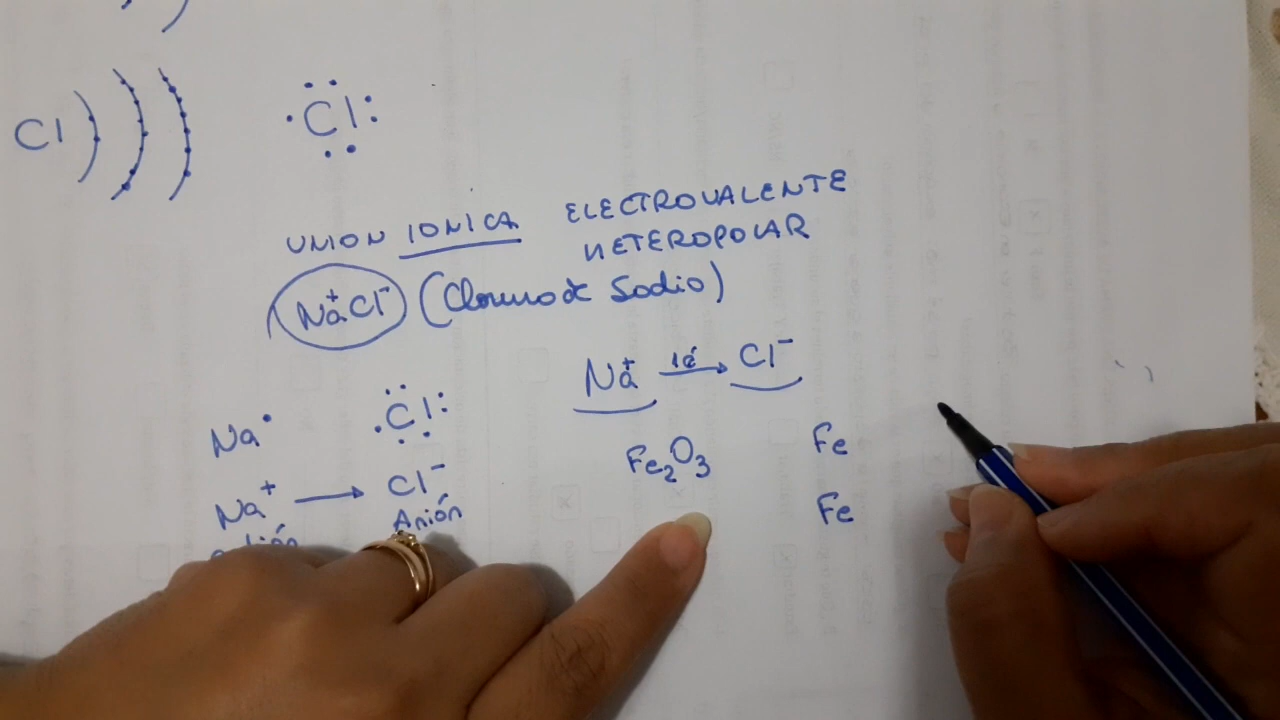 Cl
Cl
UNION IONICA ELECTROVALENTE
HETEROPOLAR
Na⁺Cl⁻ (Cloruro de Sodio)
Na⁺ 1e⁻ Cl⁻
Na Cl
Fe₂O₃ Fe
Na⁺ → Cl⁻
Anión
Fe